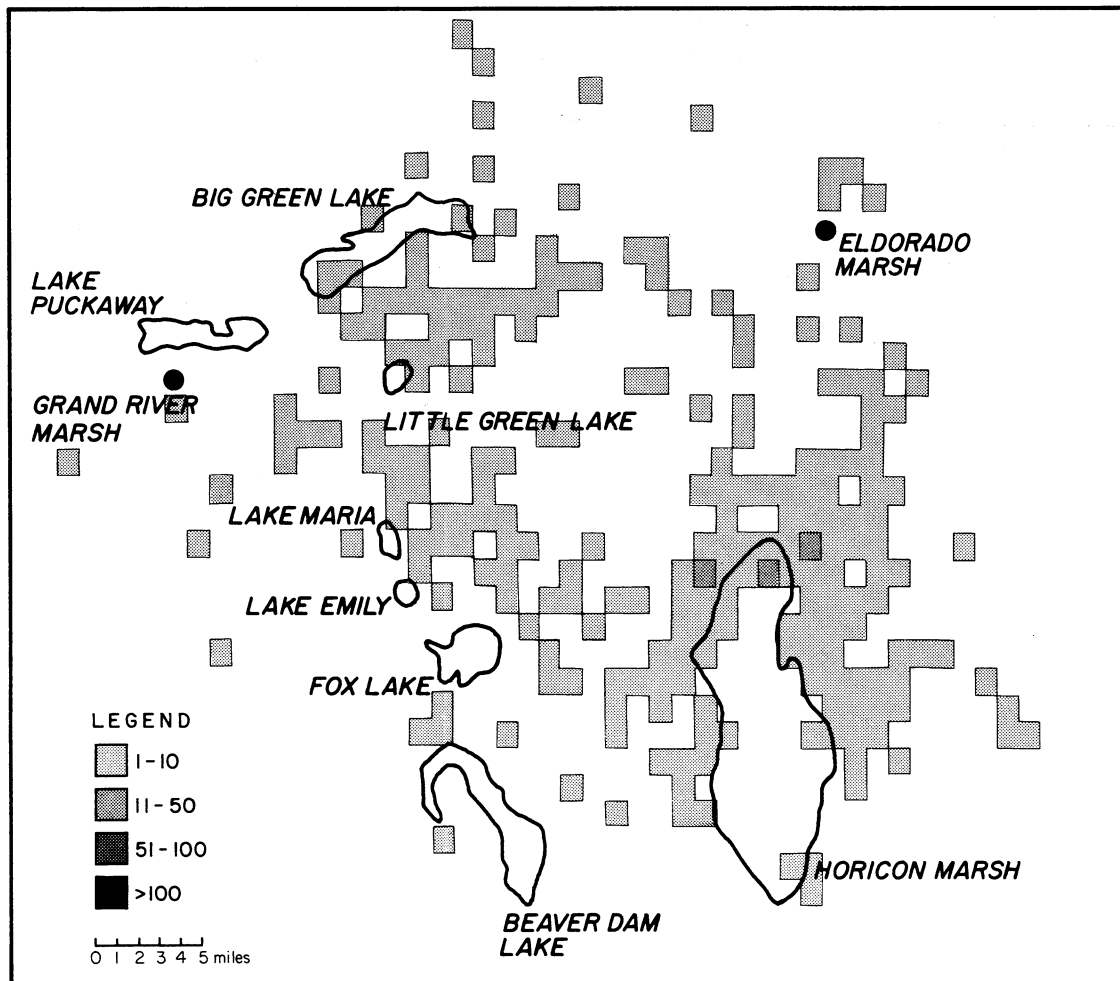 BIG GREEN LAKE
ELDORADO
MARSH
LAKE
PUCKAWAY
GRAND RIVER
MARSH
LITTLE GREEN LAKE
LAKE MARIA
LAKE EMILY
FOX LAKE
LEGEND
1-10
11-50
51-100
>100
HORICON MARSH
BEAVER DAM
LAKE
0 1 2 3 4 5 miles